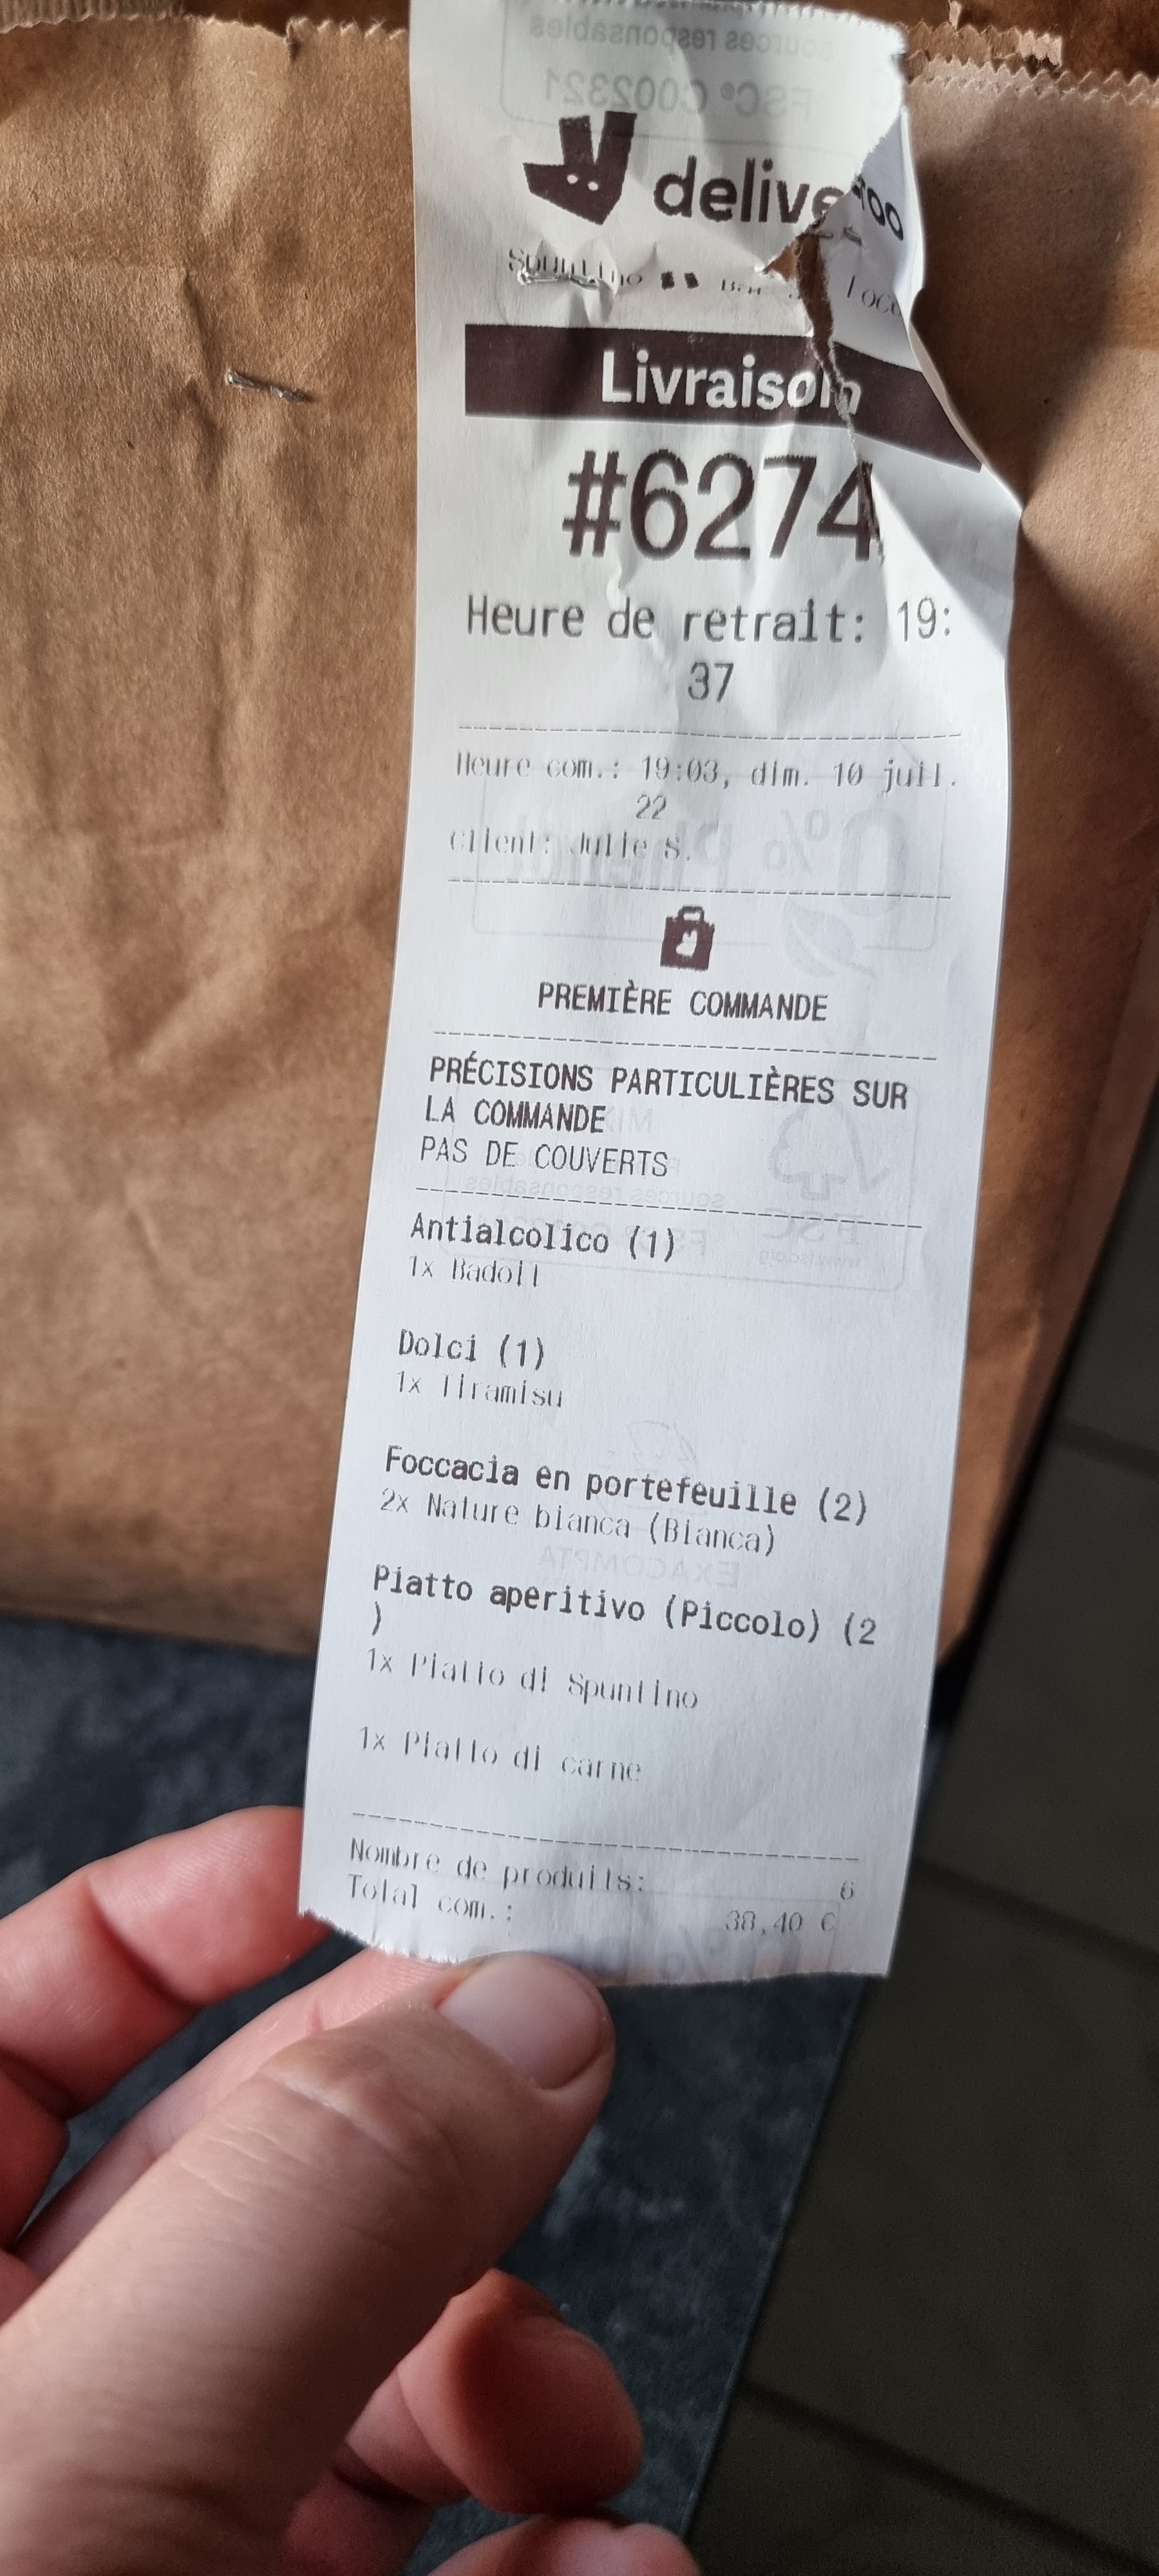 deliveroo
Spuntino
Livraison
#6274
Heure de retrait: 19:
37
Heure com.: 19:03, dim. 10 juil.
22
Client: Julie S.
PREMIÈRE COMMANDE
PRÉCISIONS PARTICULIÈRES SUR
LA COMMANDE
PAS DE COUVERTS
Antialcolico (1)
1x Badoit
Dolci (1)
1x Tiramisu
Foccacia en portefeuille (2)
2x Nature bianca (Bianca)
Piatto aperitivo (Piccolo) (2
)
1x Piatto di Spuntino
1x Piatto di carne
Nombre de produits: 6
Total com.: 38,40 €